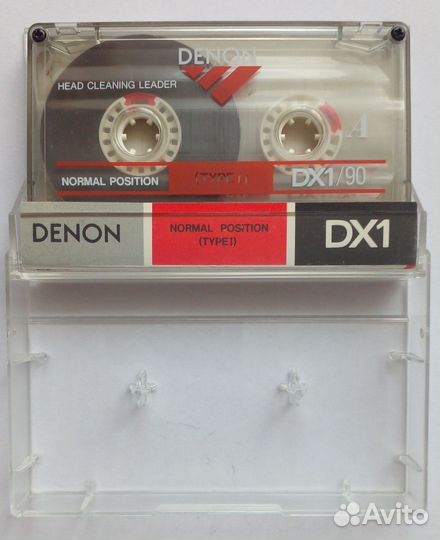 DENON
HEAD CLEANING LEADER
A
NORMAL POSITION (TYPE I) DX1/90
DENON NORMAL POSITION (TYPE I) DX1
Avito